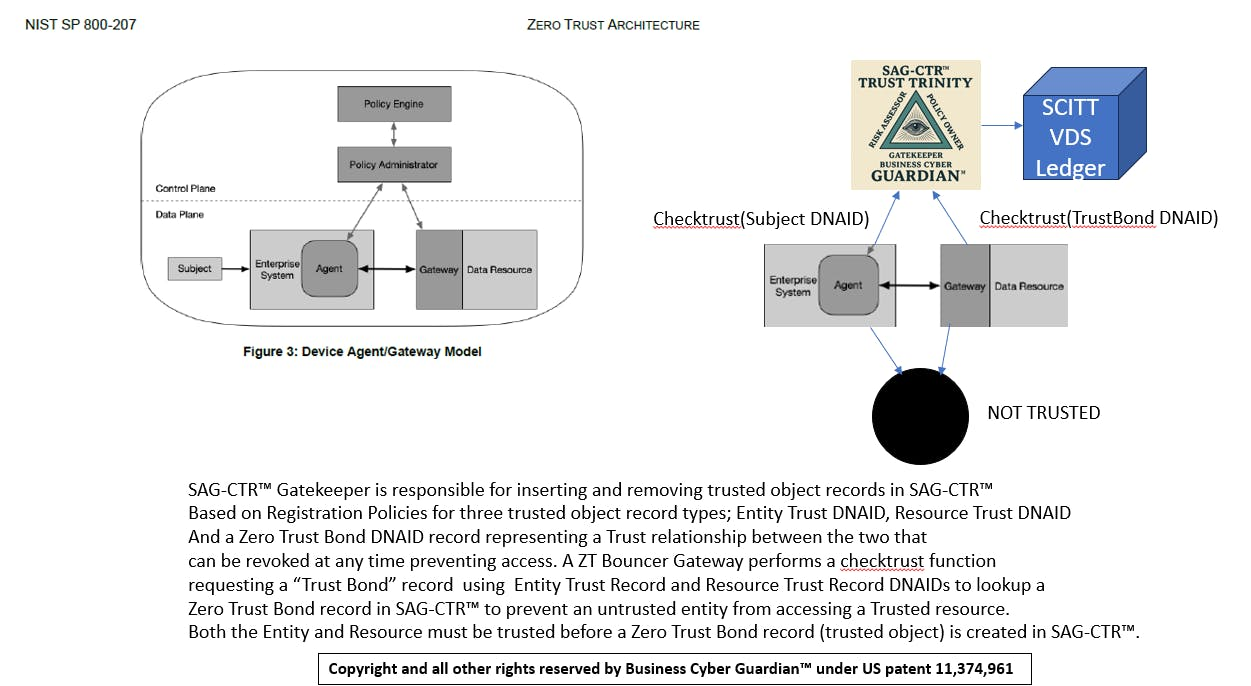 NIST SP 800-207
ZERO TRUST ARCHITECTURE
Policy Engine
Policy Administrator
Control Plane
Data Plane
Subject
Enterprise
System
Agent
Gateway
Data Resource
Figure 3: Device Agent/Gateway Model
SAG-CTR™
TRUST TRINITY
RISK ASSESSOR
POLICY OWNER
GATEKEEPER
BUSINESS CYBER
GUARDIAN™
SCITT
VDS
Ledger
Checktrust(Subject DNAID)
Checktrust(TrustBond DNAID)
Enterprise
System
Agent
Gateway
Data Resource
NOT TRUSTED
SAG-CTR™ Gatekeeper is responsible for inserting and removing trusted object records in SAG-CTR™
Based on Registration Policies for three trusted object record types; Entity Trust DNAID, Resource Trust DNAID
And a Zero Trust Bond DNAID record representing a Trust relationship between the two that
can be revoked at any time preventing access. A ZT Bouncer Gateway performs a checktrust function
requesting a “Trust Bond” record using Entity Trust Record and Resource Trust Record DNAIDs to lookup a
Zero Trust Bond record in SAG-CTR™ to prevent an untrusted entity from accessing a Trusted resource.
Both the Entity and Resource must be trusted before a Zero Trust Bond record (trusted object) is created in SAG-CTR™.
Copyright and all other rights reserved by Business Cyber Guardian™ under US patent 11,374,961